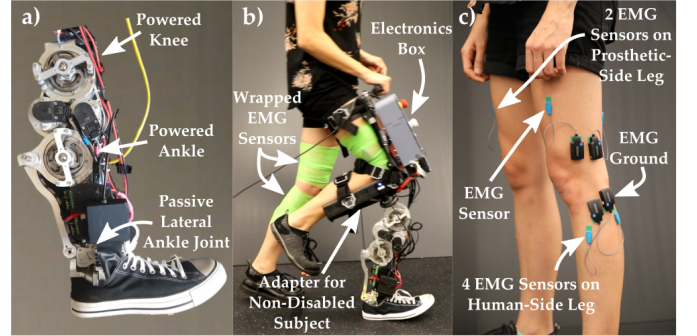 a)
Powered
Knee
Powered
Ankle
Passive
Lateral
Ankle Joint
b)
Electronics
Box
Wrapped
EMG
Sensors
Adapter for
Non-Disabled
Subject
c)
2 EMG
Sensors on
Prosthetic-
Side Leg
EMG
Ground
EMG
Sensor
4 EMG Sensors on
Human-Side Leg